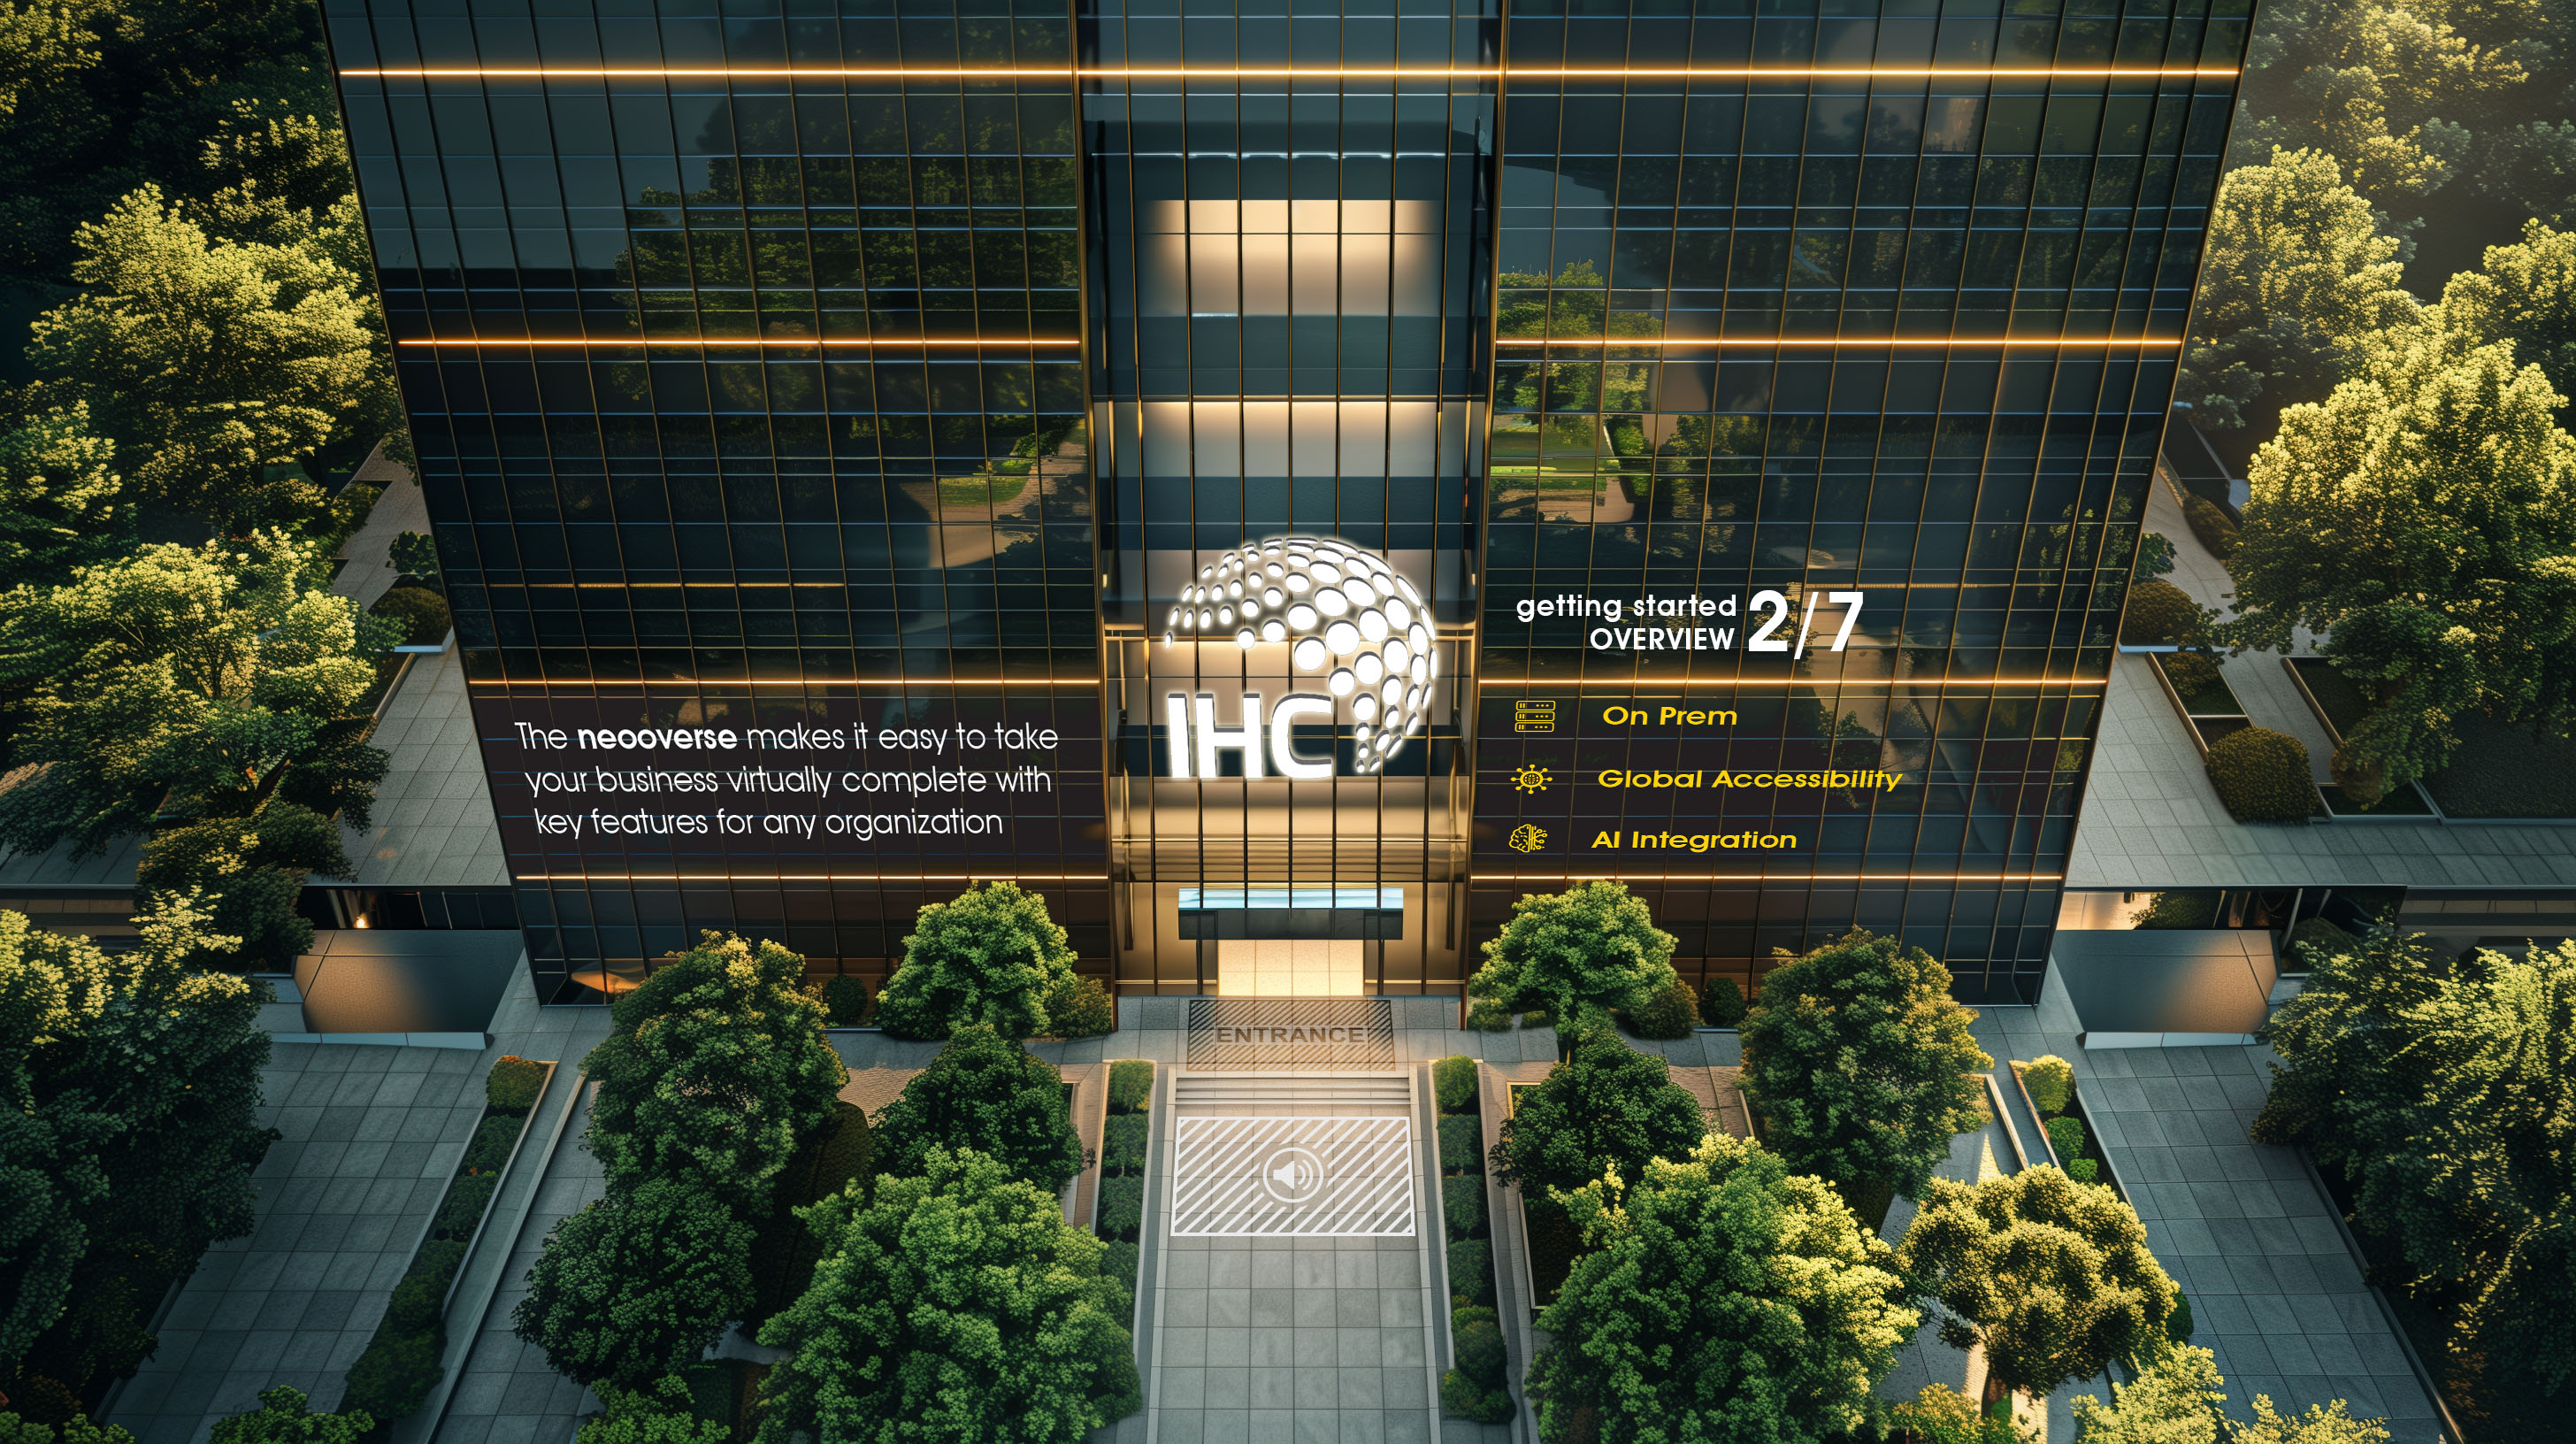 The neooverse makes it easy to take
your business virtually complete with
key features for any organization
IHC
getting started
OVERVIEW 2/7
On Prem
Global Accessibility
AI Integration
ENTRANCE